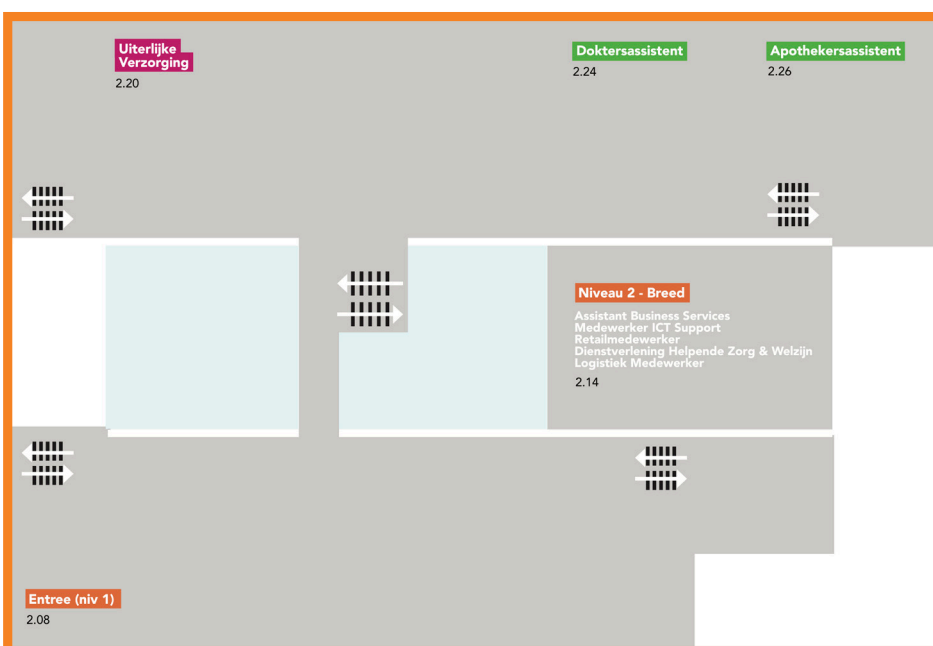 Uiterlijke
Verzorging
2.20
Doktersassistent
2.24
Apothekersassistent
2.26
Niveau 2 - Breed
Assistant Business Services
Medewerker ICT Support
Retailmedewerker
Dienstverlening Helpende Zorg & Welzijn
Logistiek Medewerker
2.14
Entree (niv 1)
2.08